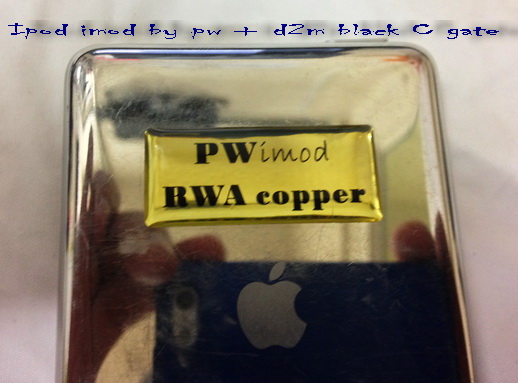 Ipod imod by pw + d2m black C gate
PWimod
RWA copper